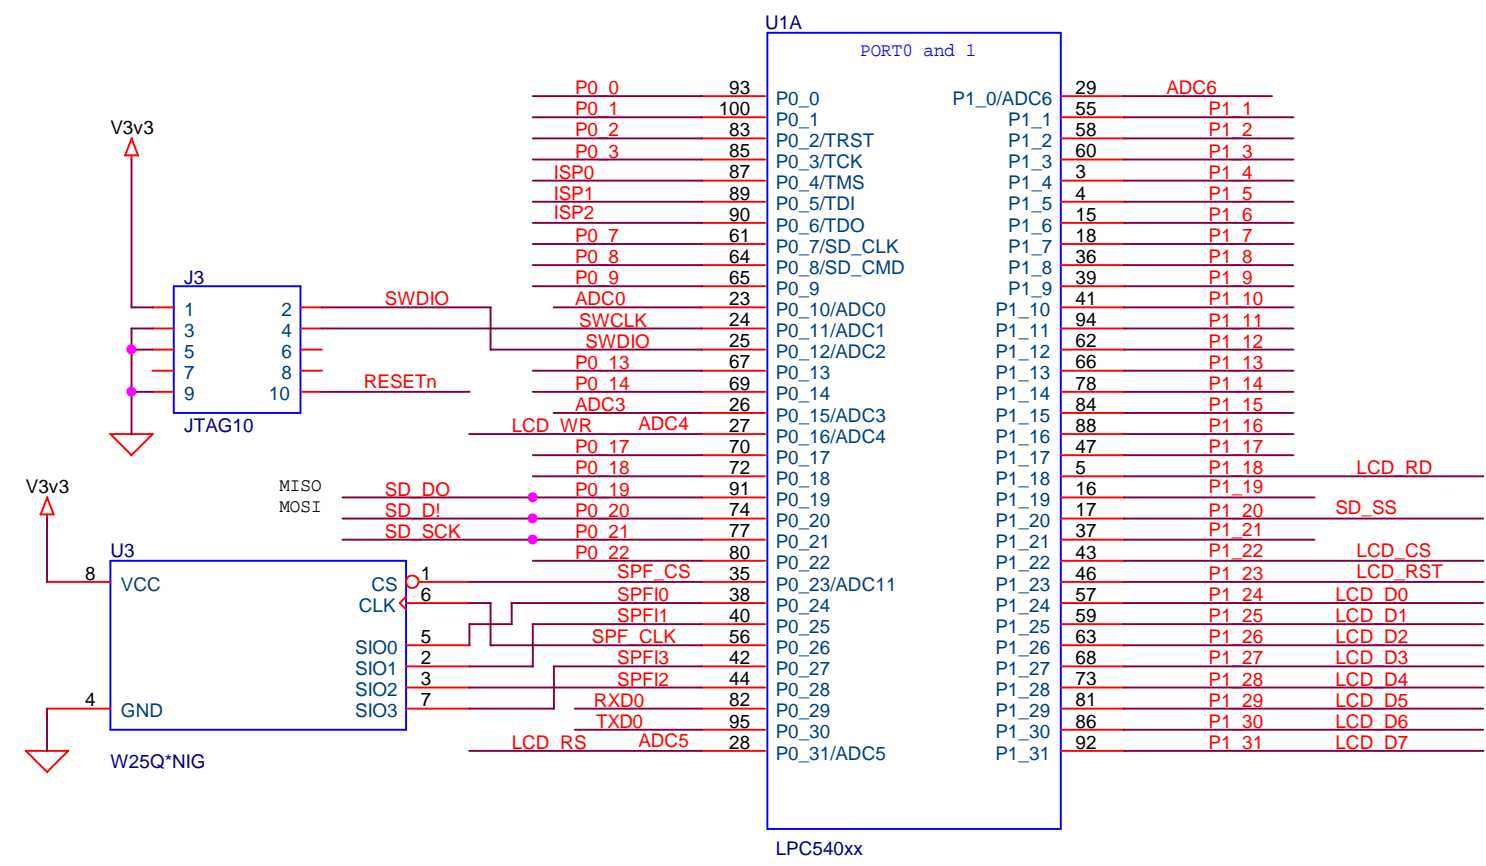 U1A
PORT0 and 1
P0_0 93 P0_0 P1_0/ADC6 29 ADC6
P0_1 100 P0_1 P1_1 55 P1_1
P0_2 83 P0_2/TRST P1_2 58 P1_2
P0_3 85 P0_3/TCK P1_3 60 P1_3
ISP0 87 P0_4/TMS P1_4 3 P1_4
ISP1 89 P0_5/TDI P1_5 4 P1_5
ISP2 90 P0_6/TDO P1_6 15 P1_6
P0_7 61 P0_7/SD_CLK P1_7 18 P1_7
P0_8 64 P0_8/SD_CMD P1_8 36 P1_8
P0_9 65 P0_9 P1_9 39 P1_9
ADC0 23 P0_10/ADC0 P1_10 41 P1_10
SWCLK 24 P0_11/ADC1 P1_11 94 P1_11
SWDIO 25 P0_12/ADC2 P1_12 62 P1_12
P0_13 67 P0_13 P1_13 66 P1_13
P0_14 69 P0_14 P1_14 78 P1_14
ADC3 26 P0_15/ADC3 P1_15 84 P1_15
LCD_WR ADC4 27 P0_16/ADC4 P1_16 88 P1_16
P0_17 70 P0_17 P1_17 47 P1_17
P0_18 72 P0_18 P1_18 5 P1_18 LCD_RD
MISO SD_DO P0_19 91 P0_19 P1_19 16 P1_19
MOSI SD_D! P0_20 74 P0_20 P1_20 17 P1_20 SD_SS
SD_SCK P0_21 77 P0_21 P1_21 37 P1_21
P0_22 80 P0_22 P1_22 43 P1_22 LCD_CS
SPF_CS 35 P0_23/ADC11 P1_23 46 P1_23 LCD_RST
SPFI0 38 P0_24 P1_24 57 P1_24 LCD_D0
SPFI1 40 P0_25 P1_25 59 P1_25 LCD_D1
SPF_CLK 56 P0_26 P1_26 63 P1_26 LCD_D2
SPFI3 42 P0_27 P1_27 68 P1_27 LCD_D3
SPFI2 44 P0_28 P1_28 73 P1_28 LCD_D4
RXD0 82 P0_29 P1_29 81 P1_29 LCD_D5
TXD0 95 P0_30 P1_30 86 P1_30 LCD_D6
LCD_RS ADC5 28 P0_31/ADC5 P1_31 92 P1_31 LCD_D7
LPC540xx
V3v3
J3
1 2 SWDIO
3 4
5 6
7 8
9 10 RESETn
JTAG10
V3v3
U3
8 VCC CS 1
CLK 6
SIO0 5
SIO1 2
SIO2 3
4 GND SIO3 7
W25Q*NIG